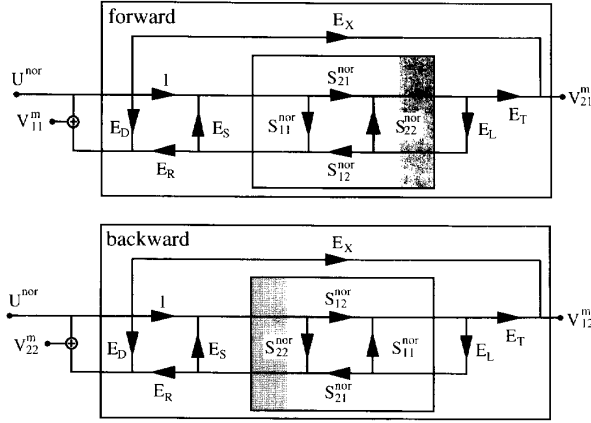 forward
E_X
U^nor
1
S_21^nor
V_21^m
V_11^m
E_D
E_S
S_11^nor
S_22^nor
E_L
E_T
E_R
S_12^nor
backward
E_X
U^nor
1
S_12^nor
V_12^m
V_22^m
E_D
E_S
S_22^nor
S_11^nor
E_L
E_T
E_R
S_21^nor